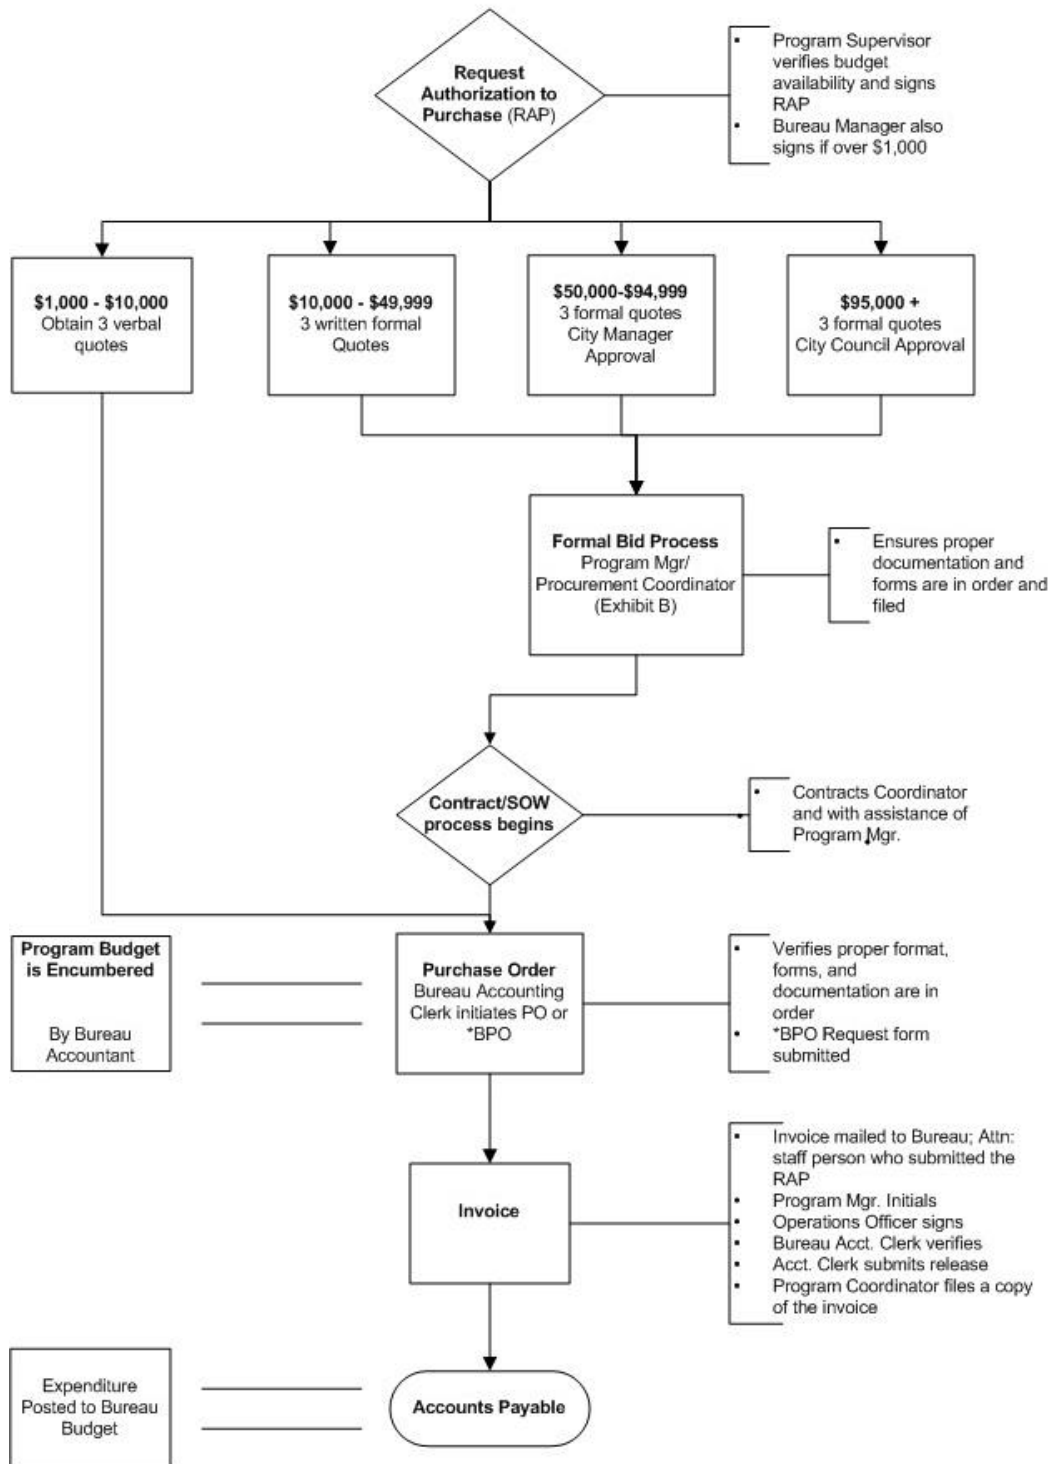 Request
Authorization to
Purchase (RAP)
▪ Program Supervisor
verifies budget
availability and signs
RAP
▪ Bureau Manager also
signs if over $1,000
$1,000 - $10,000
Obtain 3 verbal
quotes
$10,000 - $49,999
3 written formal
Quotes
$50,000-$94,999
3 formal quotes
City Manager
Approval
$95,000 +
3 formal quotes
City Council Approval
Formal Bid Process
Program Mgr/
Procurement Coordinator
(Exhibit B)
▪ Ensures proper
documentation and
forms are in order and
filed
Contract/SOW
process begins
▪ Contracts Coordinator
and with assistance of
Program Mgr.
Program Budget
is Encumbered
By Bureau
Accountant
Purchase Order
Bureau Accounting
Clerk initiates PO or
*BPO
▪ Verifies proper format,
forms, and
documentation are in
order
▪ *BPO Request form
submitted
Invoice
▪ Invoice mailed to Bureau; Attn:
staff person who submitted the
RAP
▪ Program Mgr. Initials
▪ Operations Officer signs
▪ Bureau Acct. Clerk verifies
▪ Acct. Clerk submits release
▪ Program Coordinator files a copy
of the invoice
Expenditure
Posted to Bureau
Budget
Accounts Payable